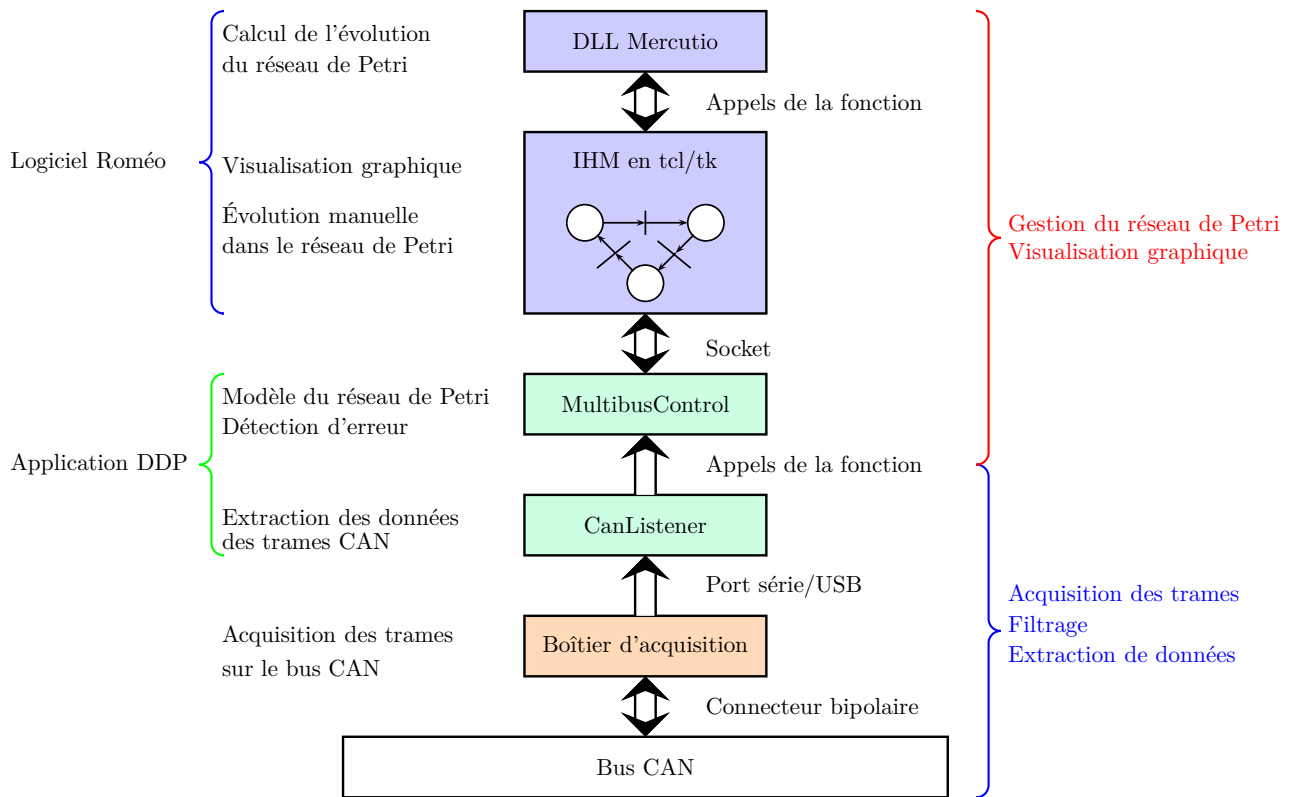 Calcul de l'évolution
du réseau de Petri
DLL Mercutio
Appels de la fonction
Logiciel Roméo
Visualisation graphique
IHM en tcl/tk
Évolution manuelle
dans le réseau de Petri
Gestion du réseau de Petri
Visualisation graphique
Socket
Modèle du réseau de Petri
Détection d'erreur
MultibusControl
Application DDP
Appels de la fonction
Extraction des données
des trames CAN
CanListener
Port série/USB
Acquisition des trames
Filtrage
Extraction de données
Acquisition des trames
sur le bus CAN
Boîtier d'acquisition
Connecteur bipolaire
Bus CAN